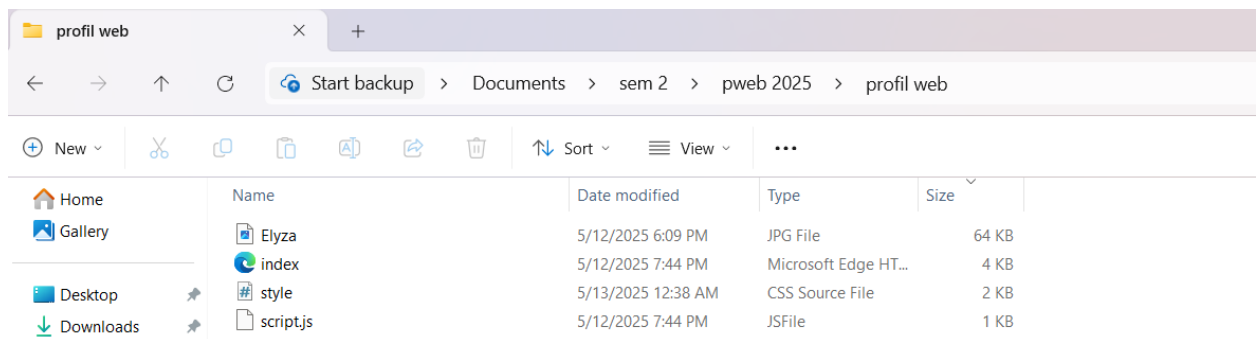 profil web
Start backup > Documents > sem 2 > pweb 2025 > profil web
New Sort View
Name Date modified Type Size
Home
Gallery
Desktop
Downloads
Elyza 5/12/2025 6:09 PM JPG File 64 KB
index 5/12/2025 7:44 PM Microsoft Edge HT... 4 KB
style 5/13/2025 12:38 AM CSS Source File 2 KB
script.js 5/12/2025 7:44 PM JSFile 1 KB